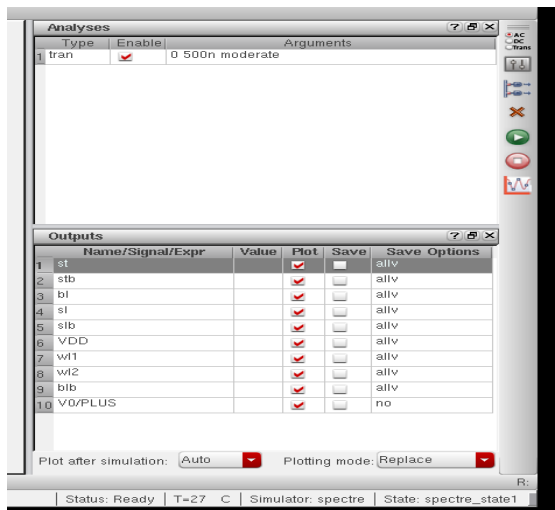 Analyses
? ×
Type Enable Arguments
1 tran 0 500n moderate
AC
DC
Trans
Outputs
? ×
Name/Signal/Expr Value Plot Save Save Options
1 st allv
2 stb allv
3 bl allv
4 sl allv
5 slb allv
6 VDD allv
7 wl1 allv
8 wl2 allv
9 blb allv
10 V0/PLUS no
Plot after simulation: Auto Plotting mode: Replace
R:
Status: Ready T=27 C Simulator: spectre State: spectre_state1